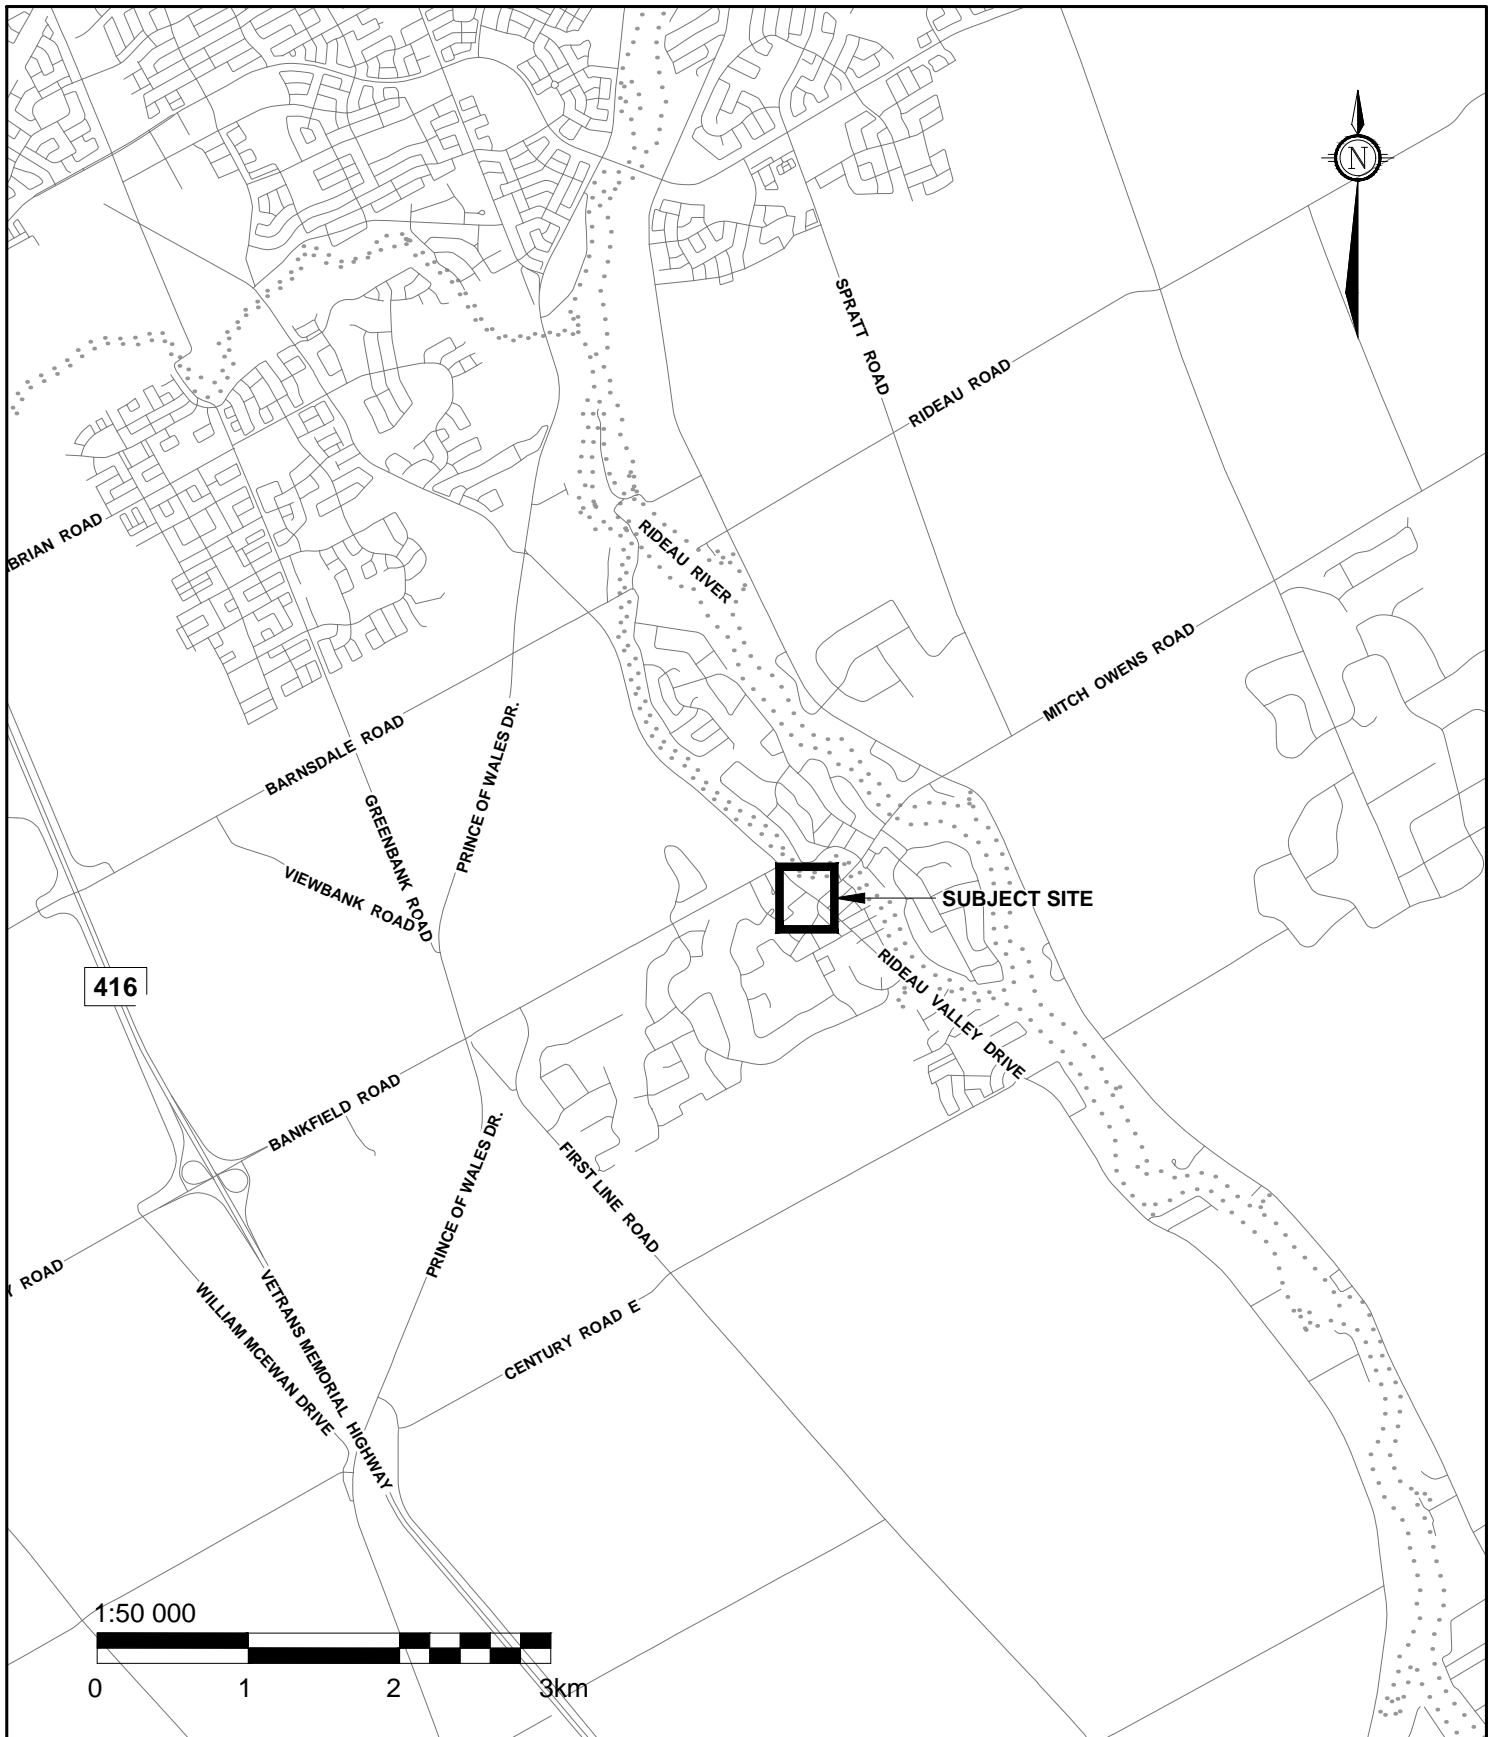 N
SPRATT ROAD
RIDEAU ROAD
BRIAN ROAD
RIDEAU RIVER
MITCH OWENS ROAD
BARNSDALE ROAD
PRINCE OF WALES DR.
GREENBANK ROAD
VIEWBANK ROAD
SUBJECT SITE
416
RIDEAU VALLEY DRIVE
BANKFIELD ROAD
PRINCE OF WALES DR.
FIRST LINE ROAD
Y ROAD
VETRANS MEMORIAL HIGHWAY
WILLIAM MCEWAN DRIVE
CENTURY ROAD E
1:50 000
0 1 2 3km